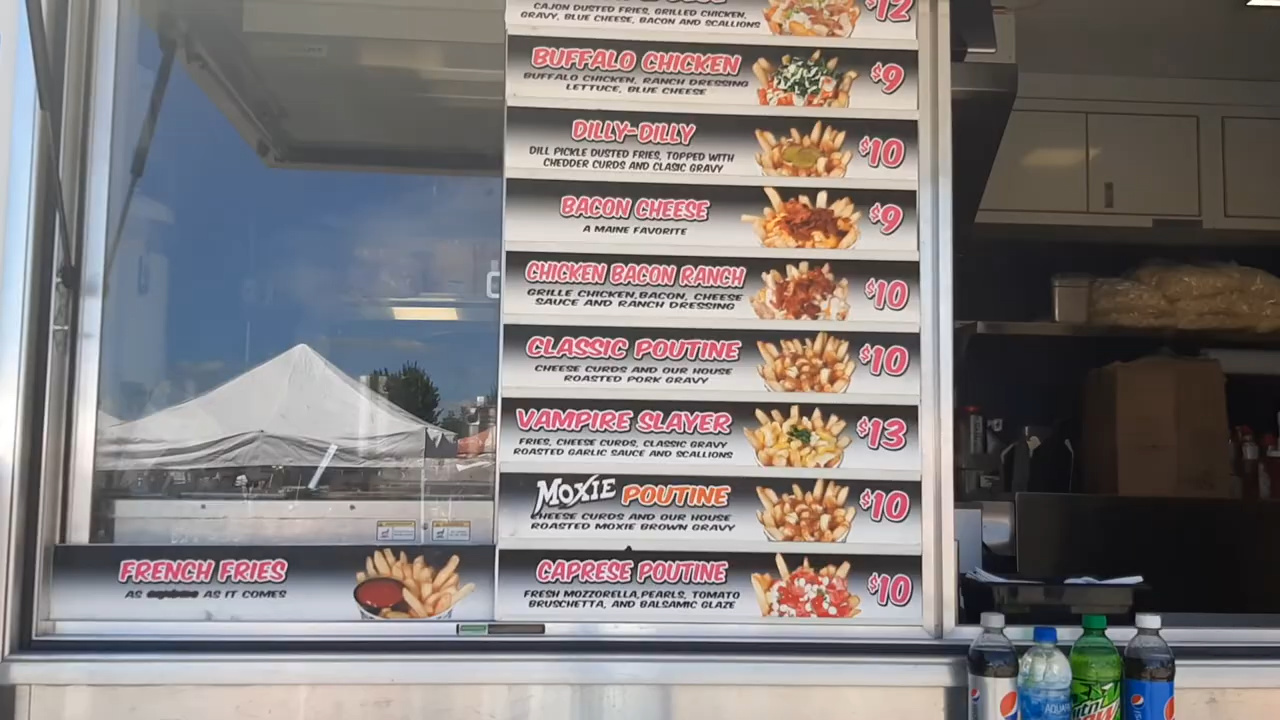 CAJON DUSTED FRIES, GRILLED CHICKEN,
GRAVY, BLUE CHEESE, BACON AND SCALLIONS
$12
BUFFALO CHICKEN
BUFFALO CHICKEN, RANCH DRESSING
LETTUCE, BLUE CHEESE
$9
DILLY-DILLY
DILL PICKLE DUSTED FRIES, TOPPED WITH
CHEDDER CURDS AND CLASIC GRAVY
$10
BACON CHEESE
A MAINE FAVORITE
$9
CHICKEN BACON RANCH
GRILLE CHICKEN,BACON, CHEESE
SAUCE AND RANCH DRESSING
$10
CLASSIC POUTINE
CHEESE CURDS AND OUR HOUSE
ROASTED PORK GRAVY
$10
VAMPIRE SLAYER
FRIES, CHEESE CURDS, CLASSIC GRAVY
ROASTED GARLIC SAUCE AND SCALLIONS
$13
MOXIE POUTINE
CHEESE CURDS AND OUR HOUSE
ROASTED MOXIE BROWN GRAVY
$10
CAPRESE POUTINE
FRESH MOZZORELLA,PEARLS, TOMATO
BRUSCHETTA, AND BALSAMIC GLAZE
$10
FRENCH FRIES
AS AS IT COMES